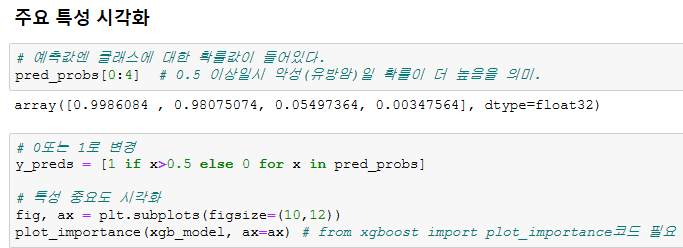 주요 특성 시각화
# 예측값엔 클래스에 대한 확률값이 들어있다.
pred_probs[0:4]  # 0.5 이상일시 악성(유방암)일 확률이 더 높음을 의미.
array([0.9986084 , 0.98075074, 0.05497364, 0.00347564], dtype=float32)
# 0또는 1로 변경
y_preds = [1 if x>0.5 else 0 for x in pred_probs]
# 특성 중요도 시각화
fig, ax = plt.subplots(figsize=(10,12))
plot_importance(xgb_model, ax=ax) # from xgboost import plot_importance코드 필요